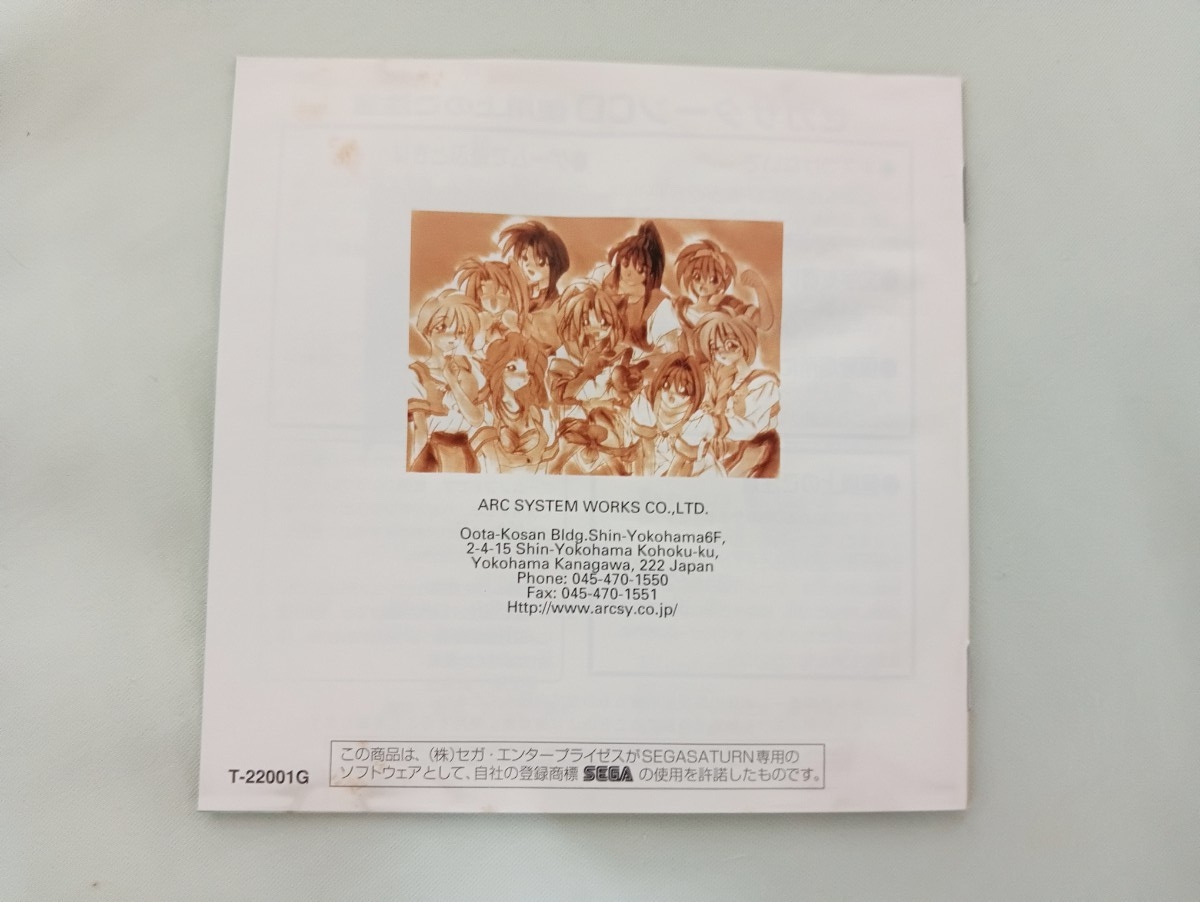 ARC SYSTEM WORKS CO.,LTD.
Oota-Kosan Bldg.Shin-Yokohama6F,
2-4-15 Shin-Yokohama Kohoku-ku,
Yokohama Kanagawa, 222 Japan
Phone: 045-470-1550
Fax: 045-470-1551
Http://www.arcsy.co.jp/
T-22001G
この商品は、(株)セガ・エンタープライゼスがSEGASATURN専用の
ソフトウェアとして、自社の登録商標 SEGA の使用を許諾したものです。